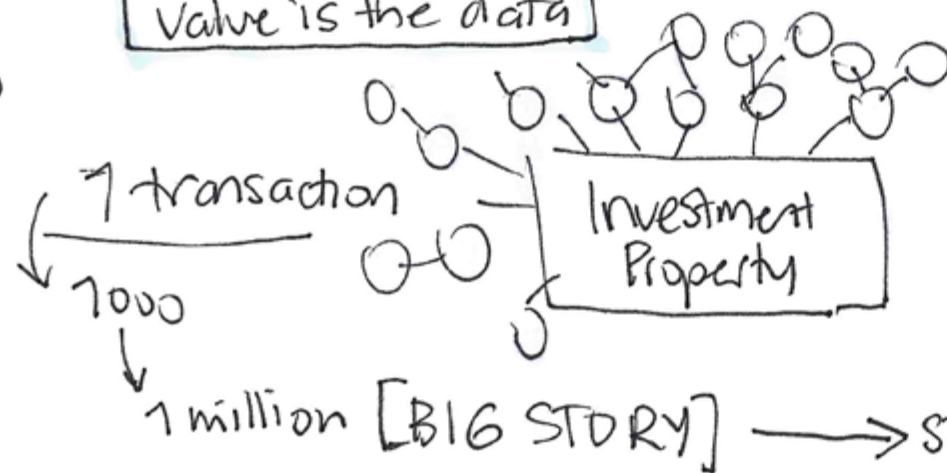 Value is the data
1 transaction
Investment
Property
1000
1 million [BIG STORY] → S